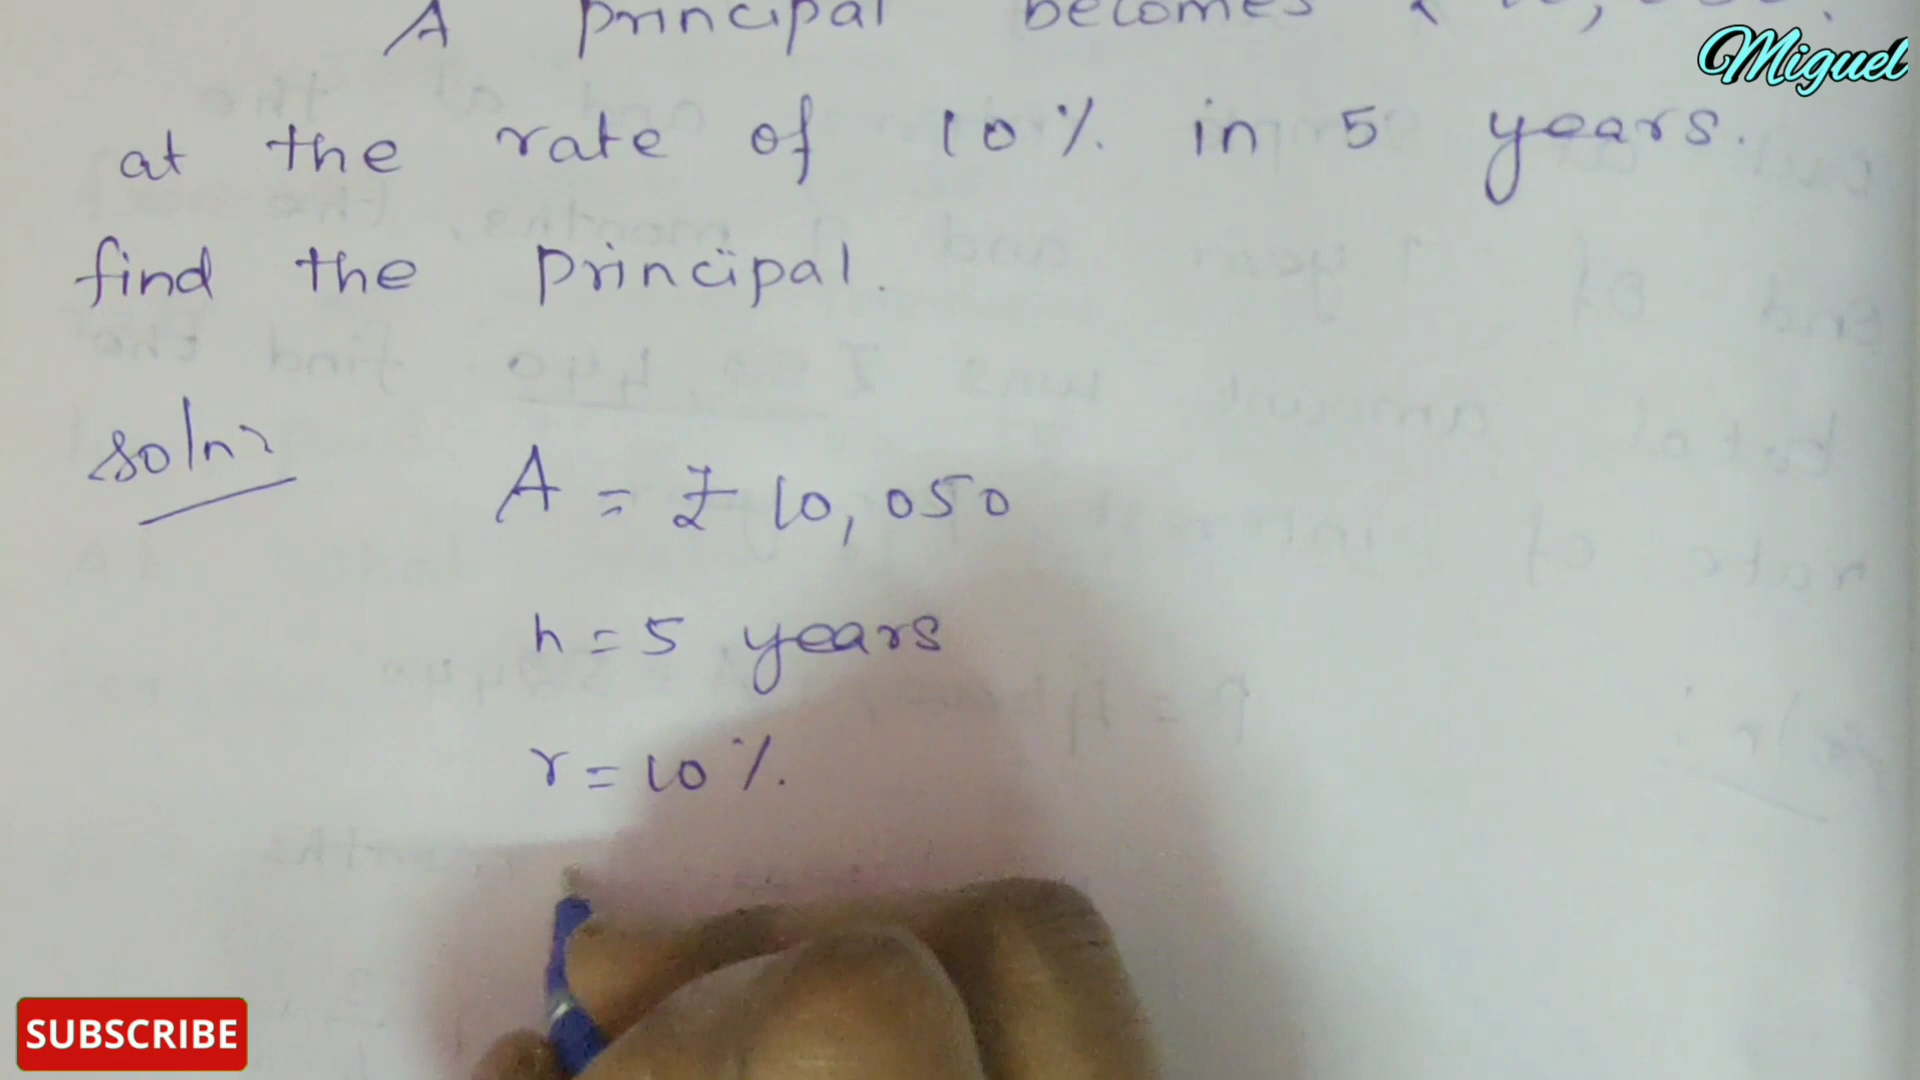 A principal becomes ₹
Miguel
at the rate of 10% in 5 years.
find the principal.
soln:
A = ₹ 10,050
n = 5 years
r = 10%
SUBSCRIBE